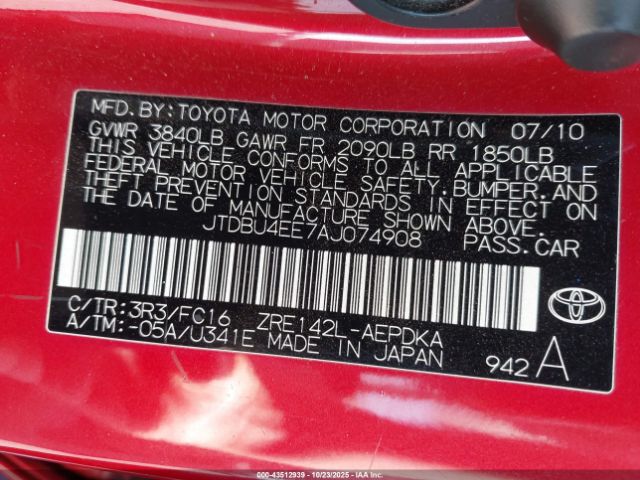 MFD. BY: TOYOTA MOTOR CORPORATION 07/10
GVWR 3840LB GAWR FR 2090LB RR 1850LB
THIS VEHICLE CONFORMS TO ALL APPLICABLE
FEDERAL MOTOR VEHICLE SAFETY, BUMPER, AND
THEFT PREVENTION STANDARDS IN EFFECT ON
THE DATE OF MANUFACTURE SHOWN ABOVE.
JTDBU4EE7AJ074908 PASS.CAR
C/TR: 3R3/FC16 ZRE142L-AEPDKA
A/TM: -05A/U341E MADE IN JAPAN
942 A
TOYOTA
000-43512939 - 10/23/2025 - IAAI.COM